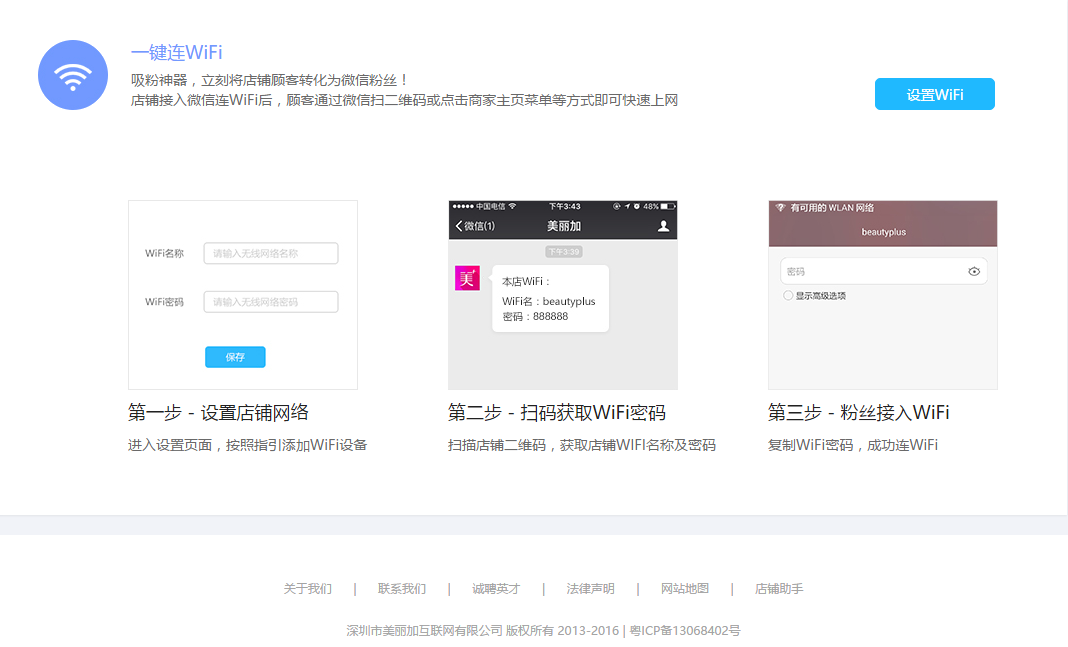 一键连WiFi
吸粉神器，立刻将店铺顾客转化为微信粉丝！
店铺接入微信连WiFi后，顾客通过微信扫二维码或点击商家主页菜单等方式即可快速上网
设置WiFi
WiFi名称 请输入无线网络名称
WiFi密码 请输入无线网络密码
保存
中国电信 下午3:43 48%
微信(1) 美丽加
下午3:39
美
本店WiFi：
WiFi名：beautyplus
密码：888888
有可用的 WLAN 网络
beautyplus
密码
显示高级选项
第一步 - 设置店铺网络
进入设置页面，按照指引添加WiFi设备
第二步 - 扫码获取WiFi密码
扫描店铺二维码，获取店铺WIFI名称及密码
第三步 - 粉丝接入WiFi
复制WiFi密码，成功连WiFi
关于我们 | 联系我们 | 诚聘英才 | 法律声明 | 网站地图 | 店铺助手
深圳市美丽加互联网有限公司 版权所有 2013-2016 | 粤ICP备13068402号